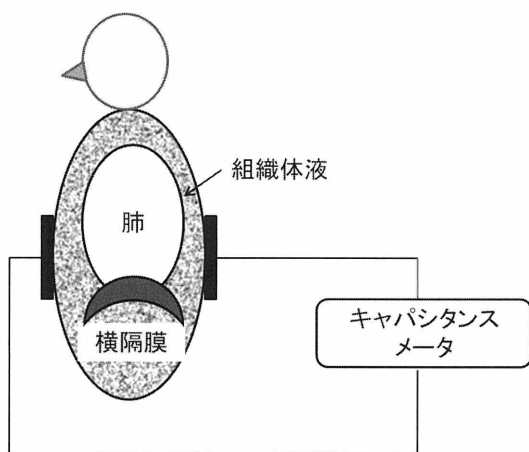 組織体液
肺
横隔膜
キャパシタンス
メータ